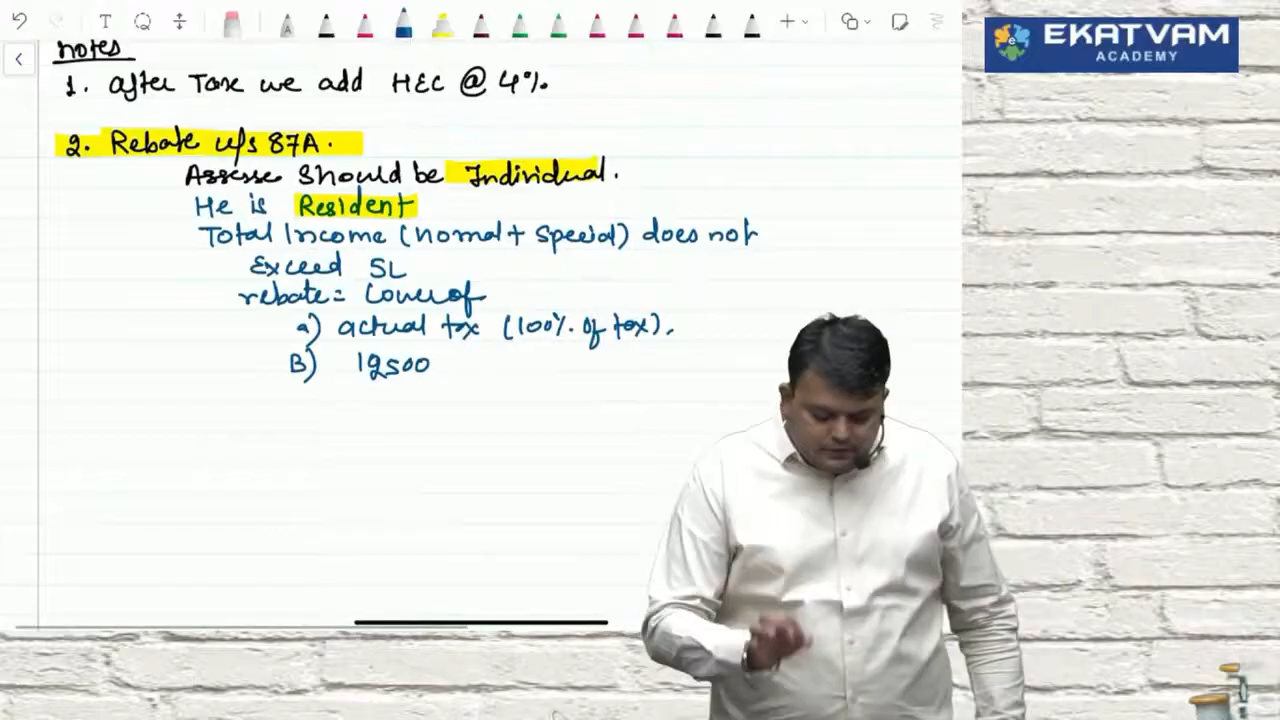 notes
1. After Tax we add HEC @ 4%.
2. Rebate u/s 87A.
Assesse should be Individual.
He is Resident
Total Income (normal + special) does not
Exceed 5L
rebate = Lower of
a) actual tax (100% of tax).
B) 12500
EKATVAM
ACADEMY
T
A